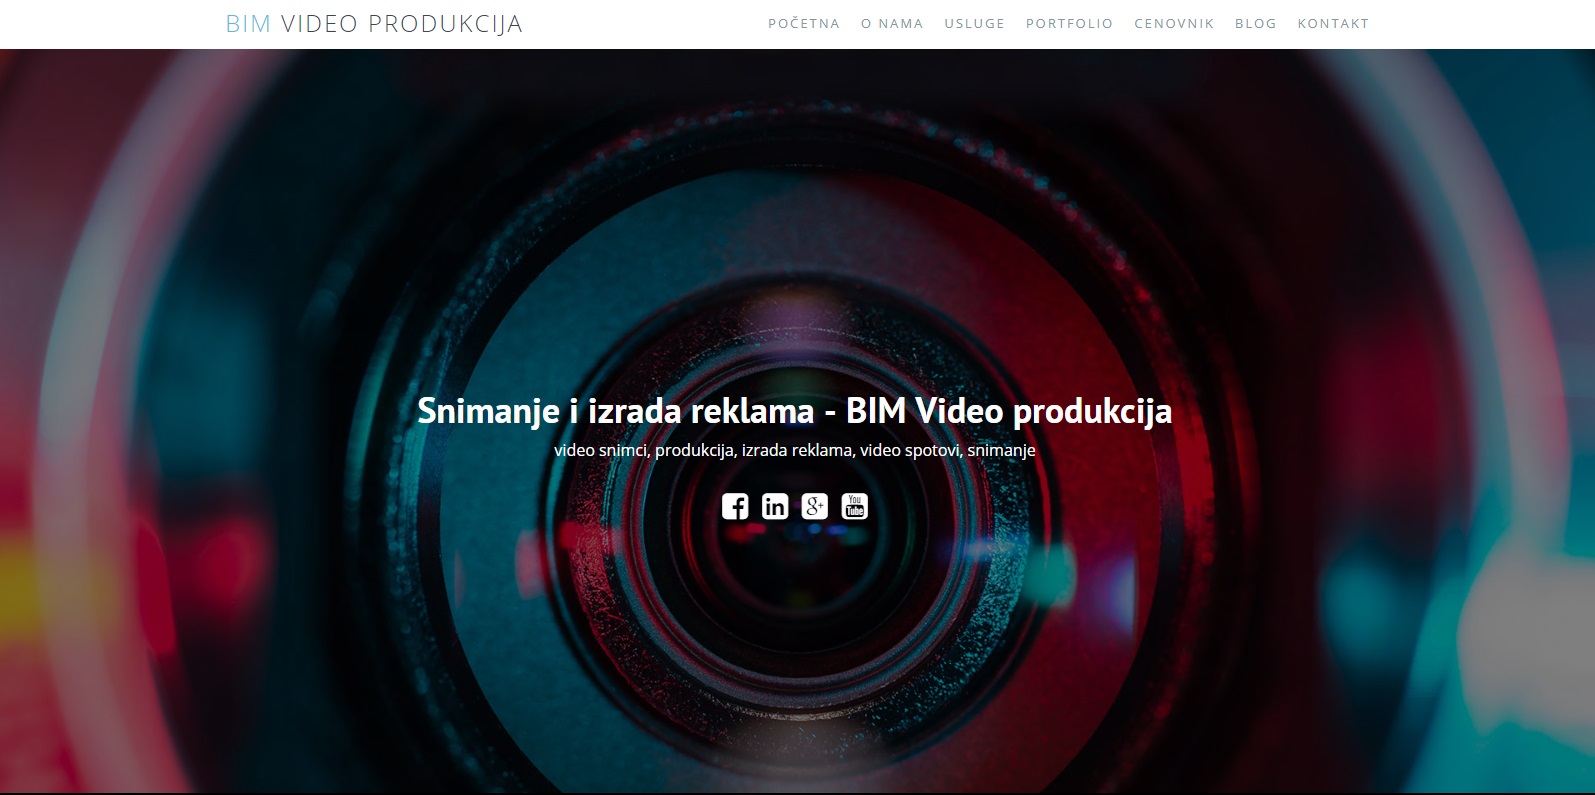 BIM VIDEO PRODUKCIJA
POČETNA O NAMA USLUGE PORTFOLIO CENOVNIK BLOG KONTAKT
Snimanje i izrada reklama - BIM Video produkcija
video snimci, produkcija, izrada reklama, video spotovi, snimanje
f in g+ You Tube